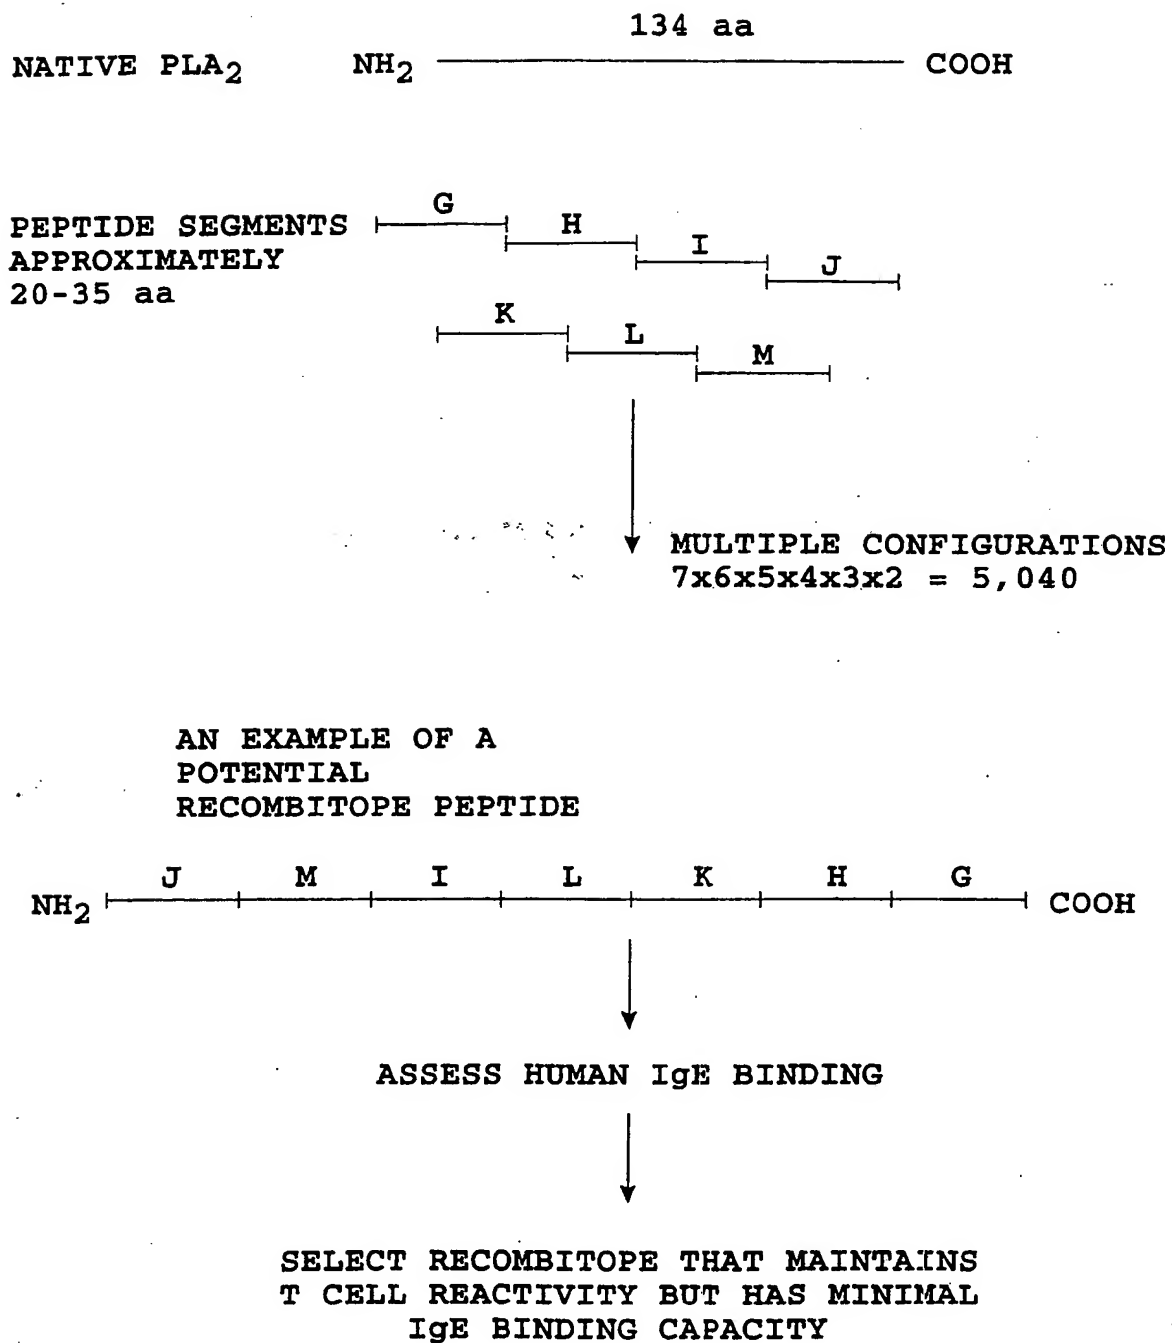 134 aa
NATIVE PLA2 NH2 COOH
G
PEPTIDE SEGMENTS H
APPROXIMATELY I
20-35 aa J
K
L
M
MULTIPLE CONFIGURATIONS
7x6x5x4x3x2 = 5,040
AN EXAMPLE OF A
POTENTIAL
RECOMBITOPE PEPTIDE
J M I L K H G
NH2 COOH
ASSESS HUMAN IgE BINDING
SELECT RECOMBITOPE THAT MAINTAINS
T CELL REACTIVITY BUT HAS MINIMAL
IgE BINDING CAPACITY